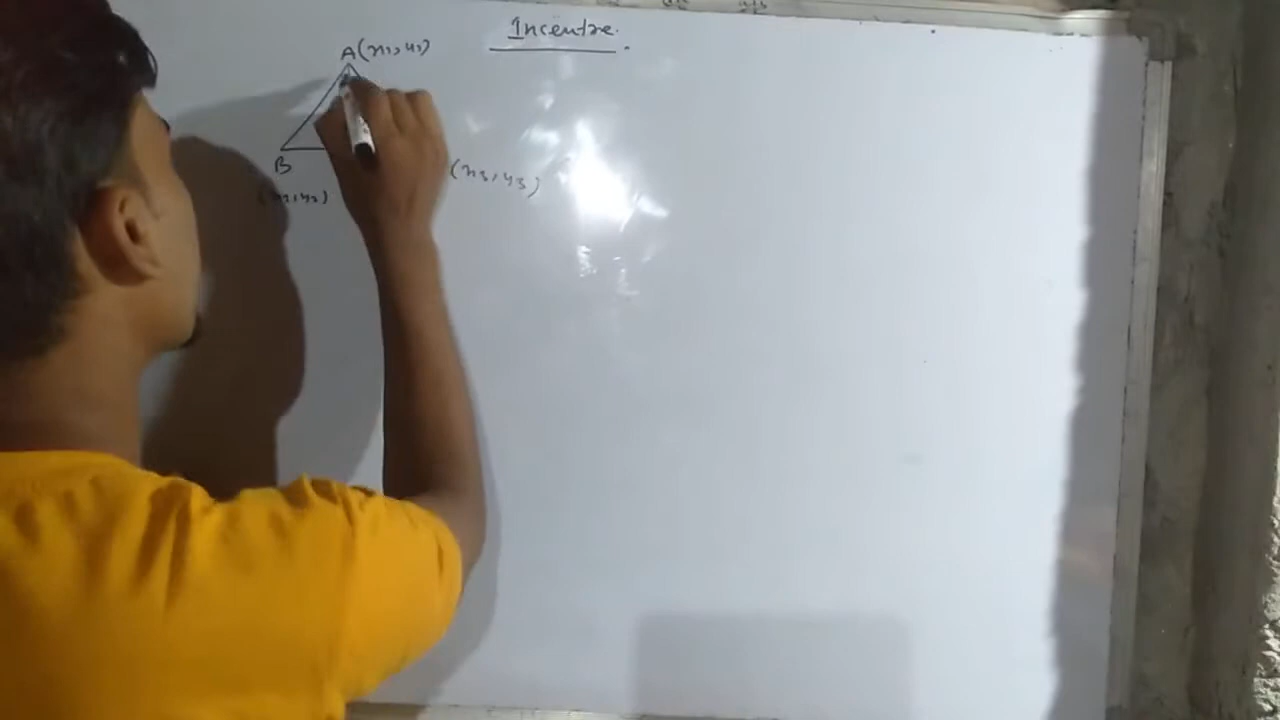 Incentre.
A(x1,y1)
B
(x3,y3)
(x2,y2)